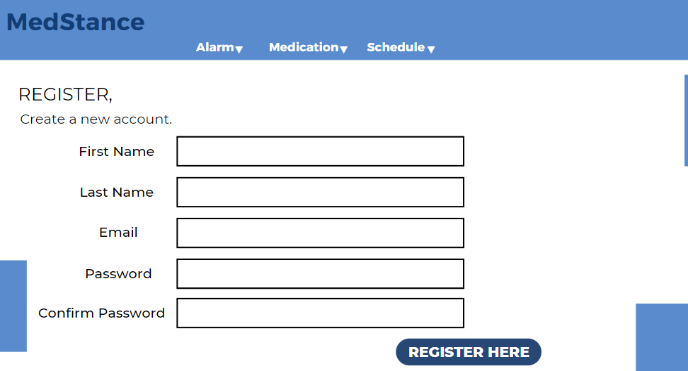 MedStance
Alarm▼ Medication▼ Schedule▼
REGISTER,
Create a new account.
First Name
Last Name
Email
Password
Confirm Password
REGISTER HERE